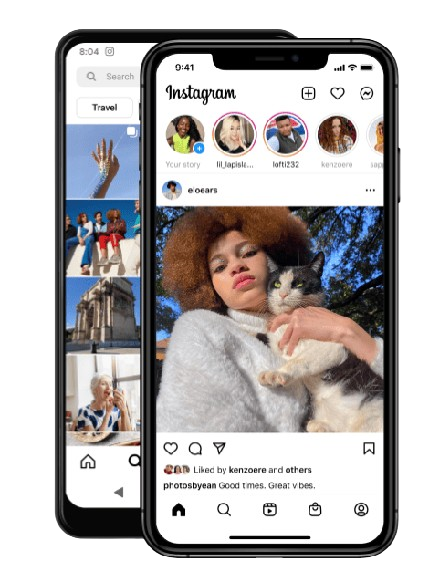 8:04
Search
Travel
9:41
Instagram
Your story
lil_lapisla...
lofti232
kenzoere
sap
eloears
Liked by kenzoere and others
photosbyean Good times. Great vibes.